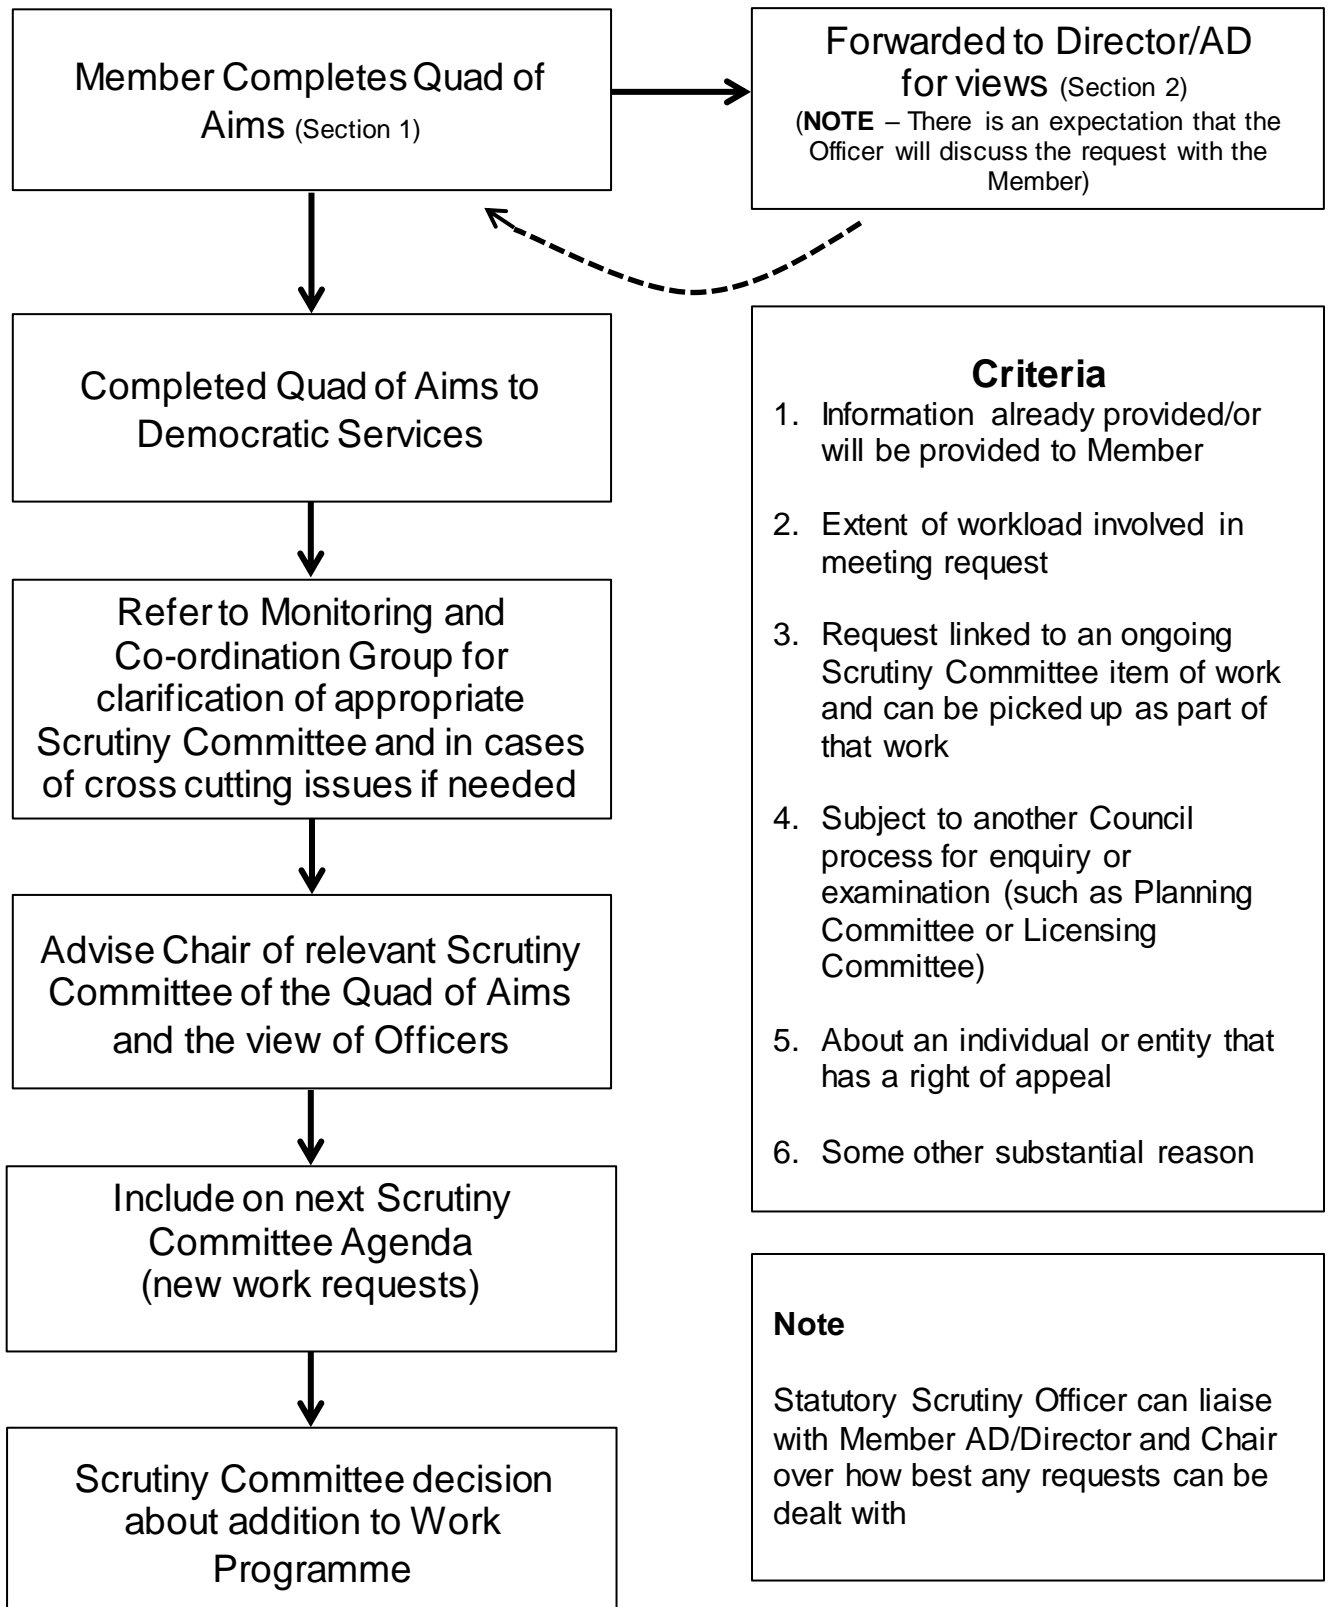 Member Completes Quad of
Aims (Section 1)
Forwarded to Director/AD
for views (Section 2)
(NOTE – There is an expectation that the
Officer will discuss the request with the
Member)
Completed Quad of Aims to
Democratic Services
Refer to Monitoring and
Co-ordination Group for
clarification of appropriate
Scrutiny Committee and in cases
of cross cutting issues if needed
Advise Chair of relevant Scrutiny
Committee of the Quad of Aims
and the view of Officers
Include on next Scrutiny
Committee Agenda
(new work requests)
Scrutiny Committee decision
about addition to Work
Programme
Criteria
1. Information already provided/or
will be provided to Member
2. Extent of workload involved in
meeting request
3. Request linked to an ongoing
Scrutiny Committee item of work
and can be picked up as part of
that work
4. Subject to another Council
process for enquiry or
examination (such as Planning
Committee or Licensing
Committee)
5. About an individual or entity that
has a right of appeal
6. Some other substantial reason
Note
Statutory Scrutiny Officer can liaise
with Member AD/Director and Chair
over how best any requests can be
dealt with